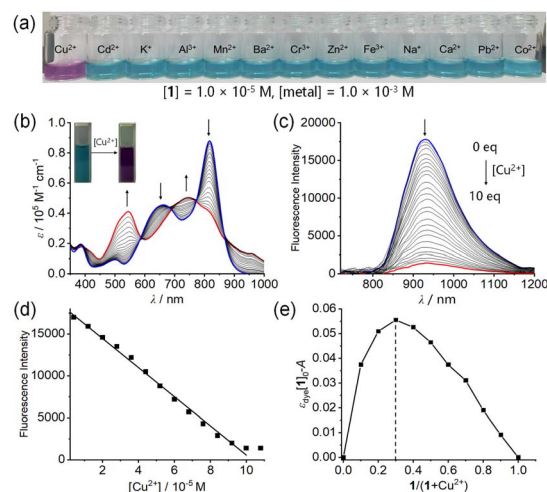 (a)
Cu²⁺ Cd²⁺ K⁺ Al³⁺ Mn²⁺ Ba²⁺ Cr³⁺ Zn²⁺ Fe³⁺ Na⁺ Ca²⁺ Pb²⁺ Co²⁺
[1] = 1.0 × 10⁻⁵ M, [metal] = 1.0 × 10⁻³ M
(b)
[Cu²⁺]
ε / 10⁵ M⁻¹ cm⁻¹
1.0
0.8
0.6
0.4
0.2
0.0
400 500 600 700 800 900 1000
λ / nm
(c)
0 eq
[Cu²⁺]
10 eq
Fluorescence Intensity
20000
15000
10000
5000
0
800 900 1000 1100 1200
λ / nm
(d)
Fluorescence Intensity
15000
10000
5000
0
2 4 6 8 10
[Cu²⁺] / 10⁻⁵ M
(e)
ε_dye[1]₀-A
0.06
0.05
0.04
0.03
0.02
0.01
0.00
0.0 0.2 0.4 0.6 0.8 1.0
1/(1+Cu²⁺)